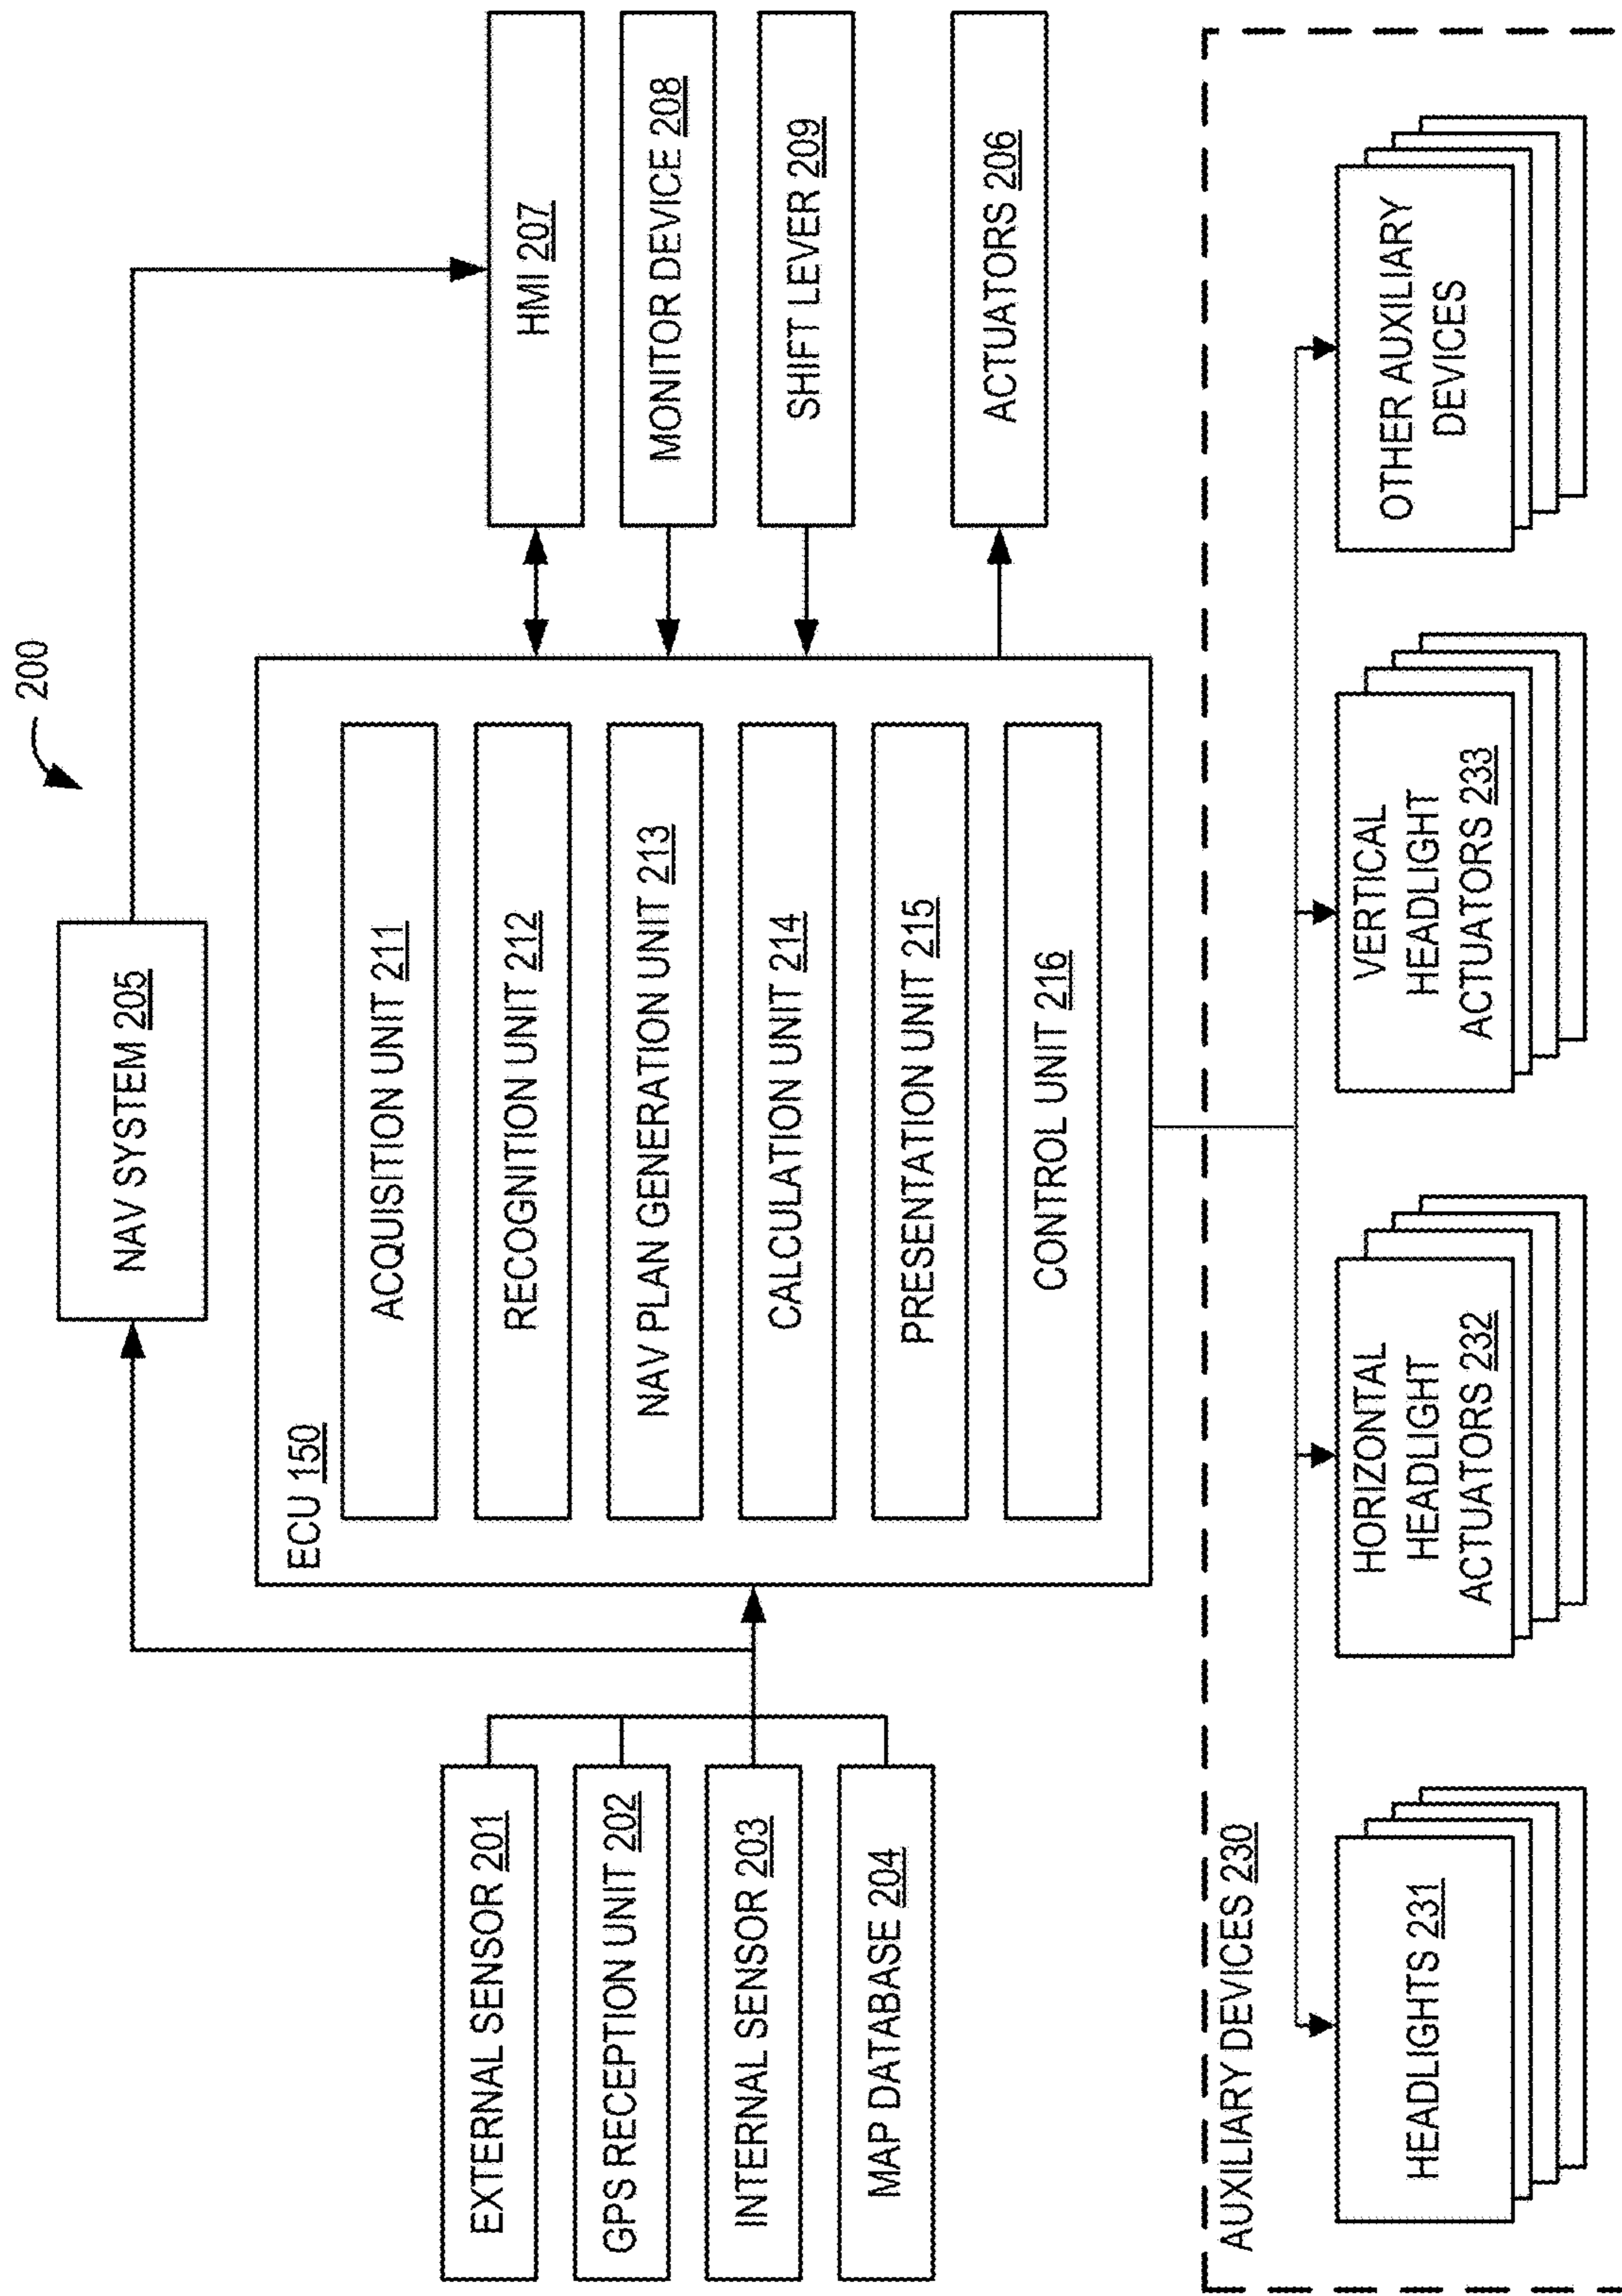 200
NAV SYSTEM 205
EXTERNAL SENSOR 201
GPS RECEPTION UNIT 202
INTERNAL SENSOR 203
MAP DATABASE 204
ECU 150
ACQUISITION UNIT 211
RECOGNITION UNIT 212
NAV PLAN GENERATION UNIT 213
CALCULATION UNIT 214
PRESENTATION UNIT 215
CONTROL UNIT 216
HMI 207
MONITOR DEVICE 208
SHIFT LEVER 209
ACTUATORS 206
AUXILIARY DEVICES 230
HEADLIGHTS 231
HORIZONTAL
HEADLIGHT
ACTUATORS 232
VERTICAL
HEADLIGHT
ACTUATORS 233
OTHER AUXILIARY
DEVICES